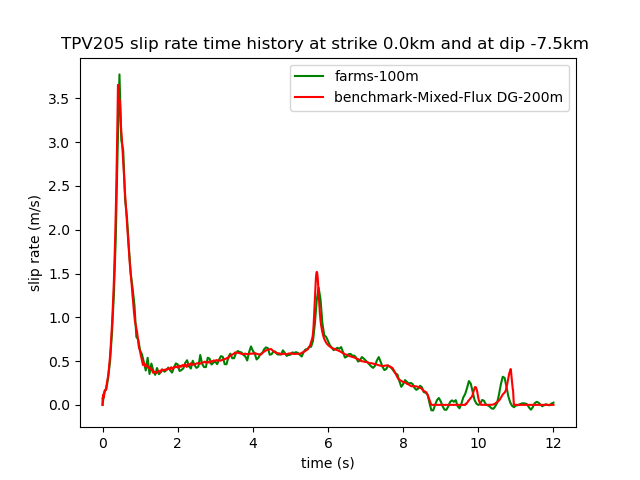 TPV205 slip rate time history at strike 0.0km and at dip -7.5km
farms-100m
benchmark-Mixed-Flux DG-200m
slip rate (m/s)
3.5
3.0
2.5
2.0
1.5
1.0
0.5
0.0
0 2 4 6 8 10 12
time (s)